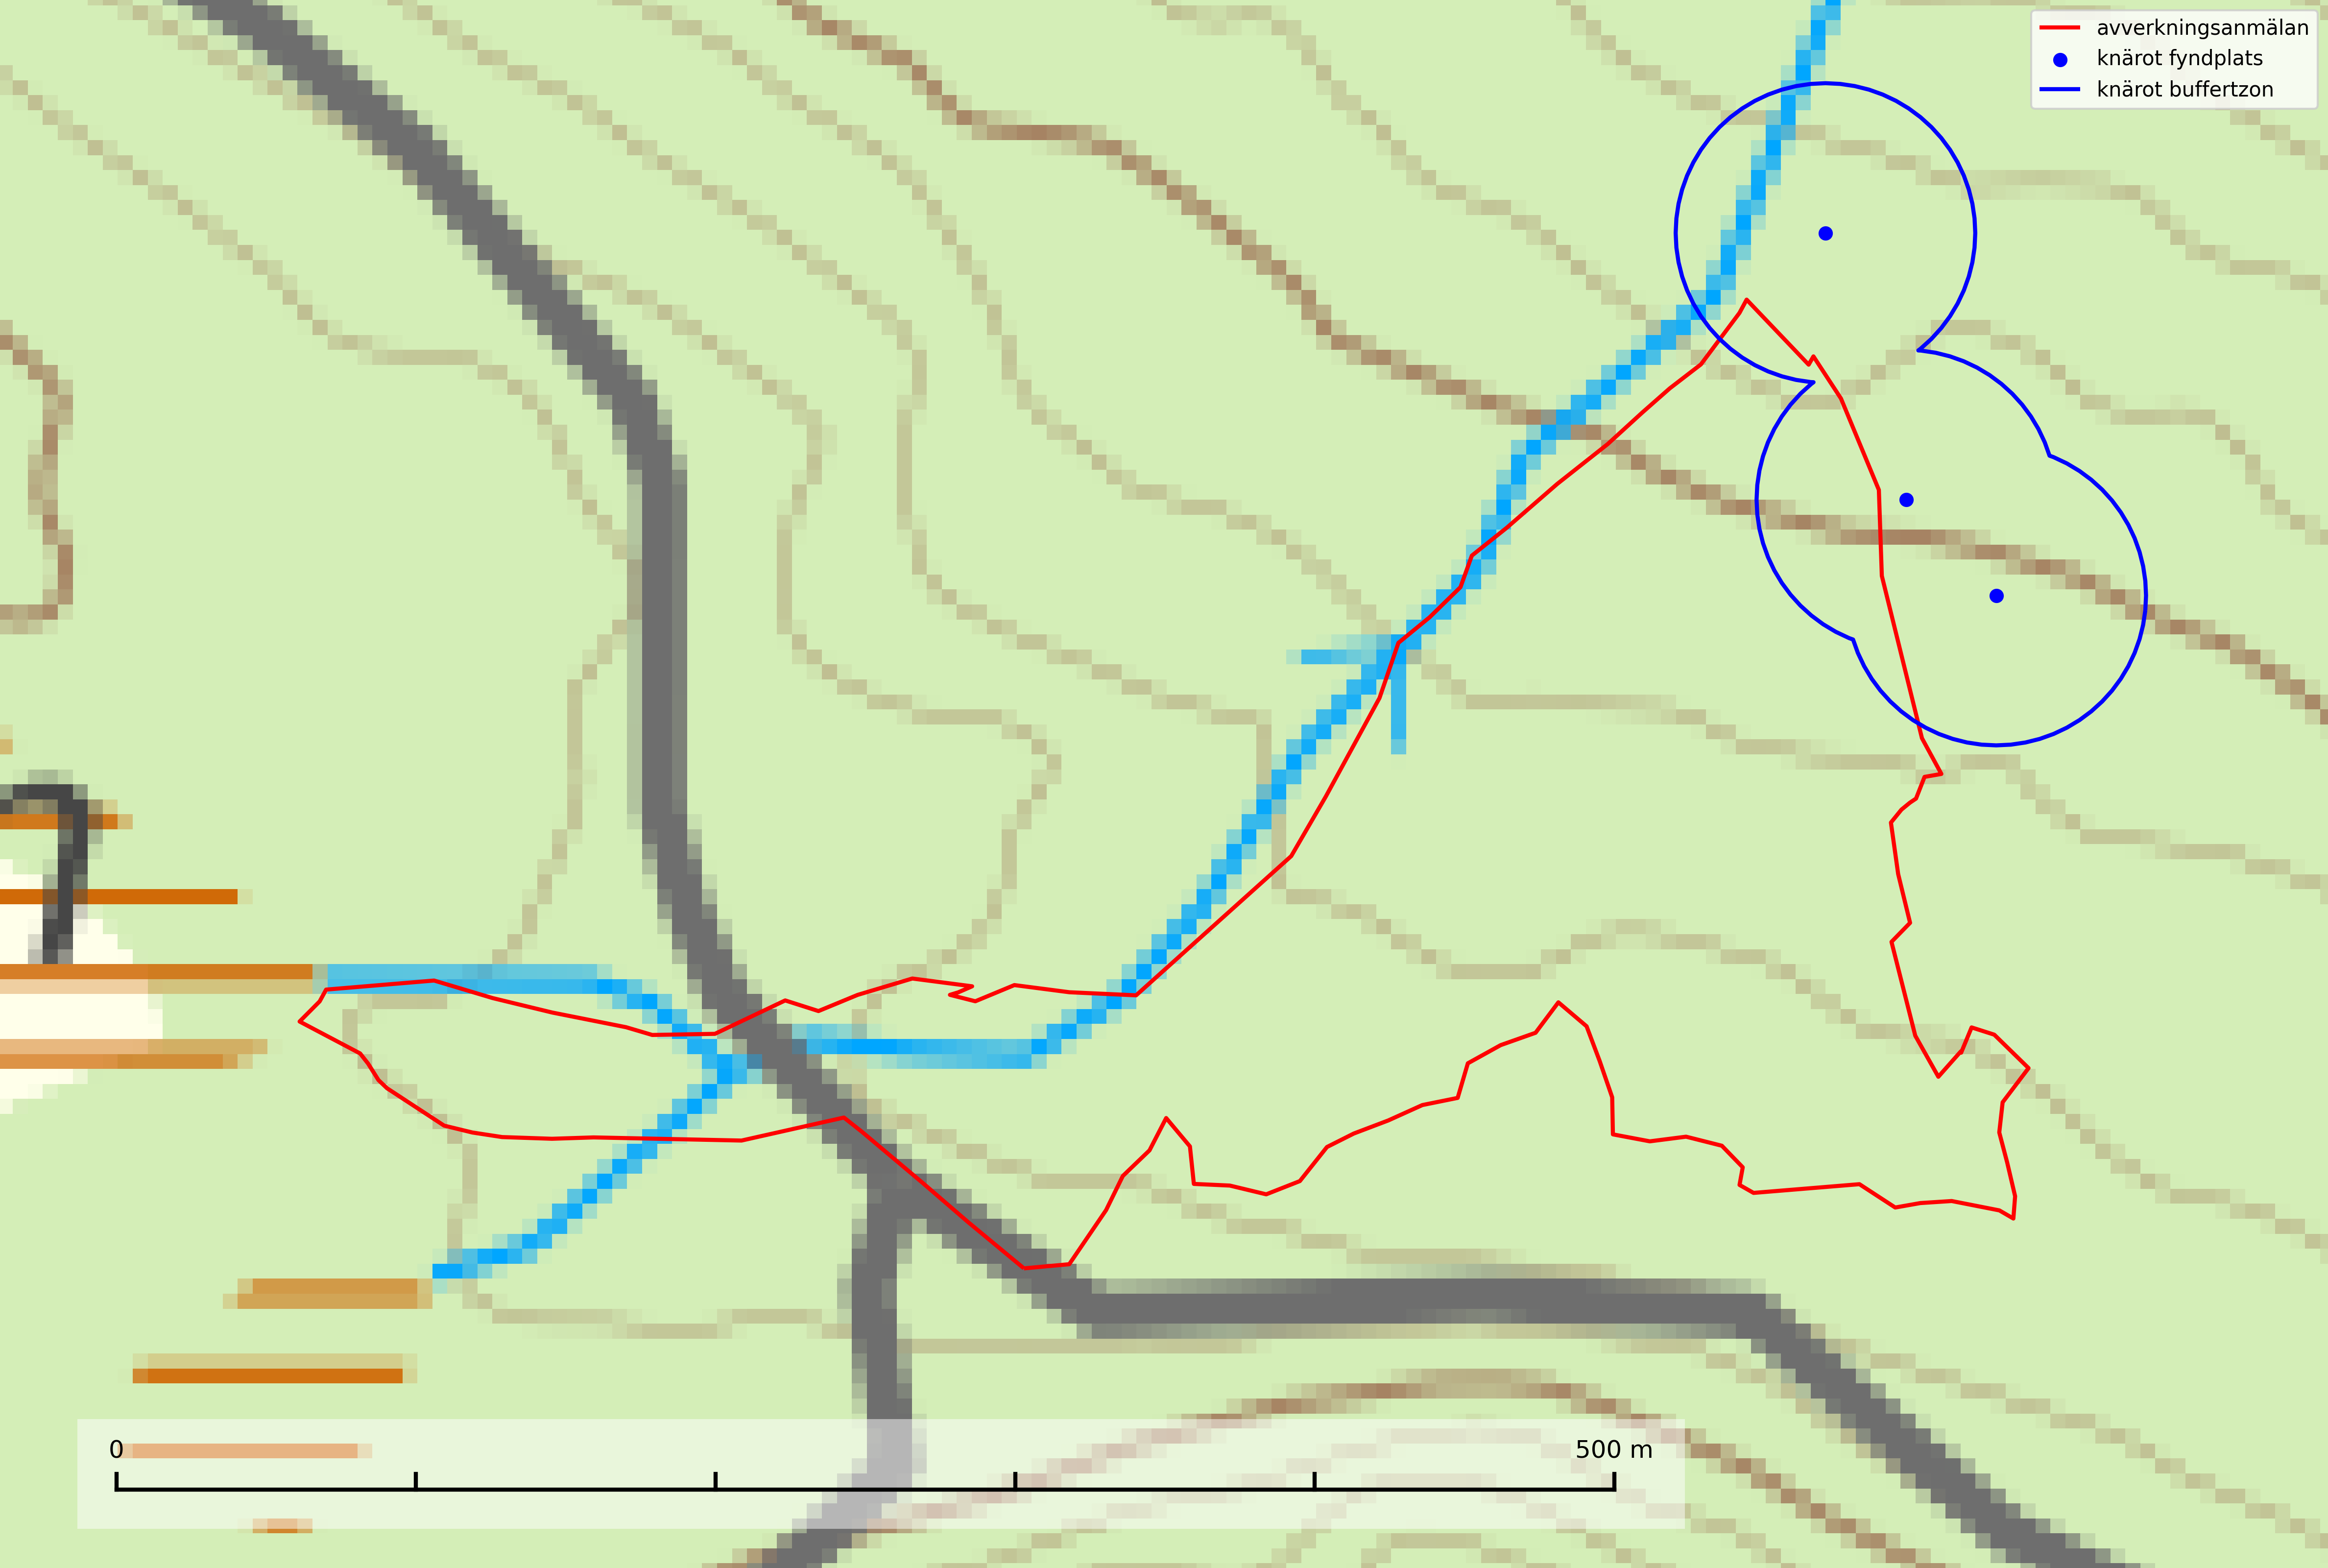 avverkningsanmälan
knärot fyndplats
knärot buffertzon
0 500 m